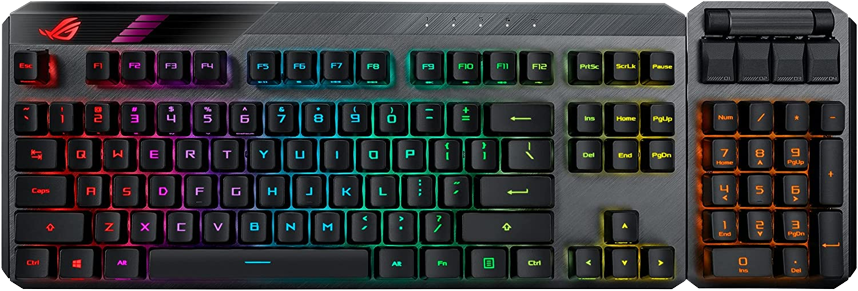 Esc F1 F2 F3 F4 F5 F6 F7 F8 F9 F10 F11 F12 PrtSc ScrLk Pause
~ ! @ # $ % ^ & * ( ) _ +
` 1 2 3 4 5 6 7 8 9 0 - = ← Ins Home PgUp Num / * -
Q W E R T Y U I O P { } | Del End PgDn 7 8 9 +
[ ] \ Home ∧ PgUp
Caps A S D F G H J K L : " ↵ 4 5 6
; ' < >
⇧ Z X C V B N M < > ? ⇧ ∧ 1 2 3 ↵
, . / End ∨ PgDn
Ctrl Alt Alt Fn Ctrl < ∨ > 0 .
Ins Del